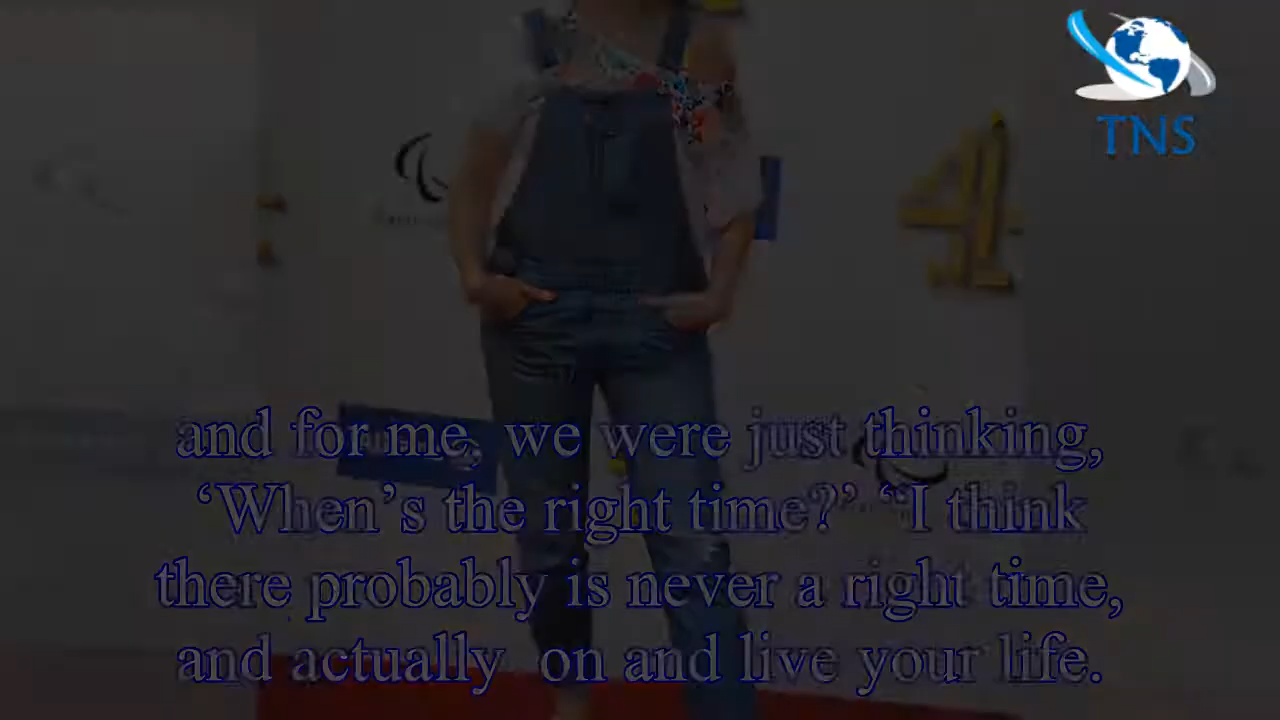 TNS
4
and for me, we were just thinking,
‘When’s the right time?’ “I think
there probably is never a right time,
and actually on and live your life.